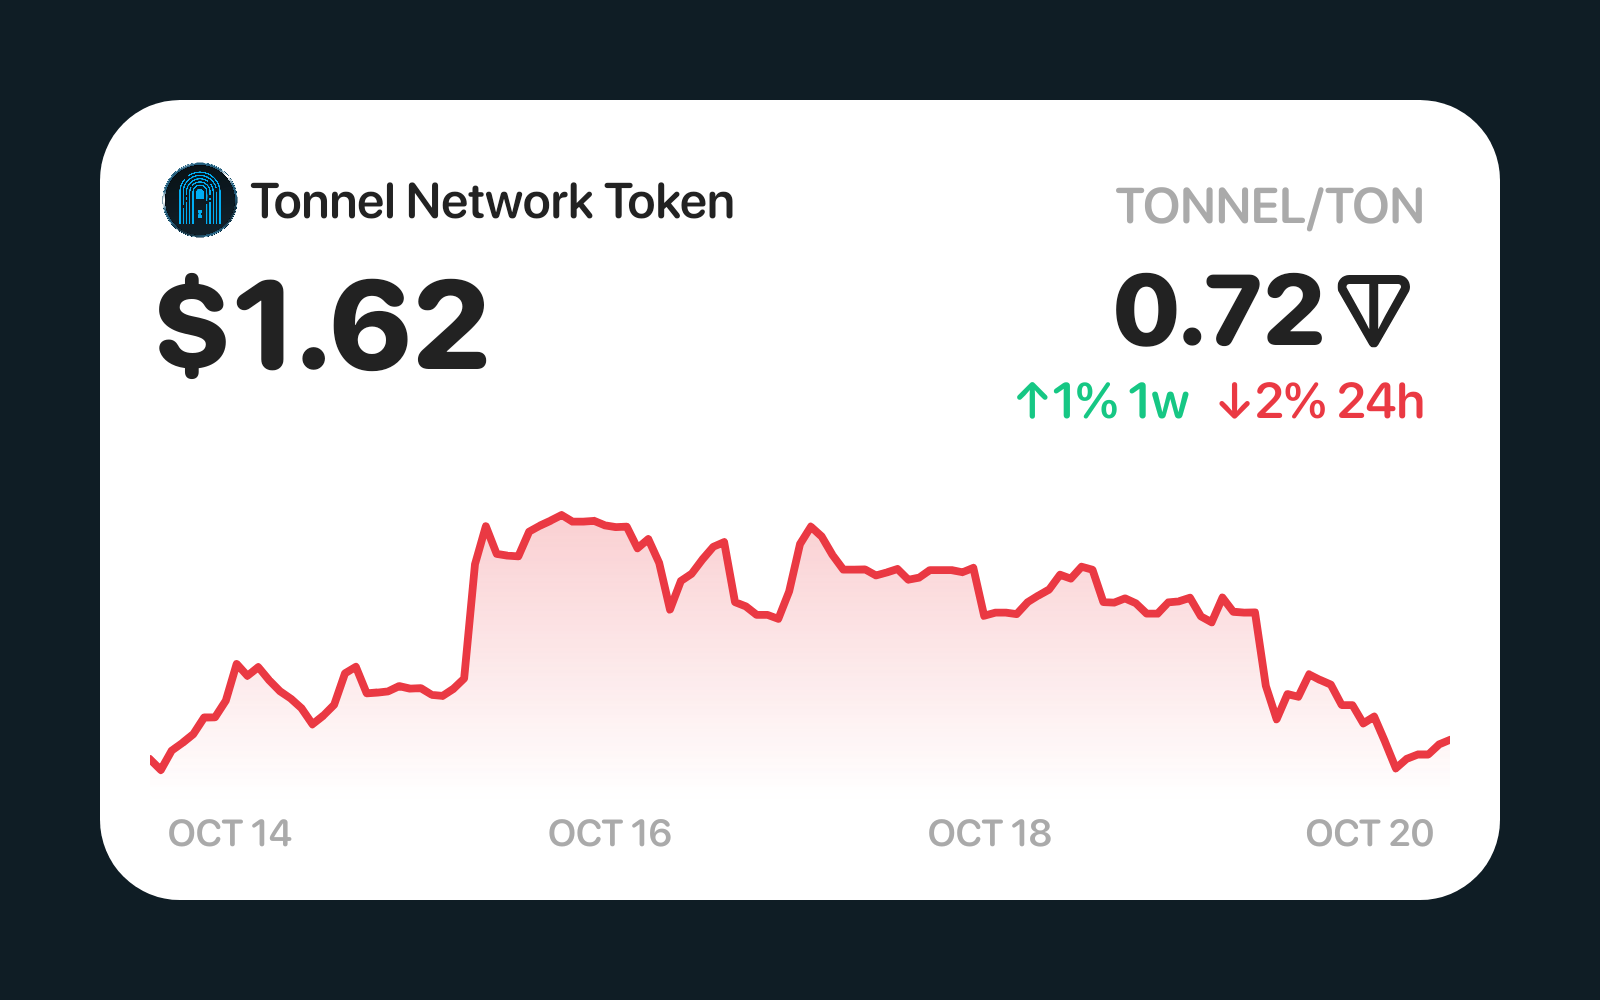 Tonnel Network Token
TONNEL/TON
$1.62
0.72
↑1% 1w ↓2% 24h
OCT 14
OCT 16
OCT 18
OCT 20